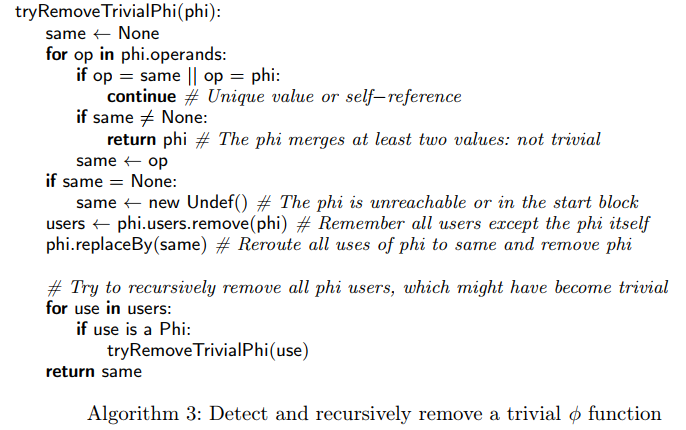 tryRemoveTrivialPhi(phi):
same ← None
for op in phi.operands:
if op = same || op = phi:
continue # Unique value or self−reference
if same ≠ None:
return phi # The phi merges at least two values: not trivial
same ← op
if same = None:
same ← new Undef() # The phi is unreachable or in the start block
users ← phi.users.remove(phi) # Remember all users except the phi itself
phi.replaceBy(same) # Reroute all uses of phi to same and remove phi
# Try to recursively remove all phi users, which might have become trivial
for use in users:
if use is a Phi:
tryRemoveTrivialPhi(use)
return same
Algorithm 3: Detect and recursively remove a trivial ϕ function